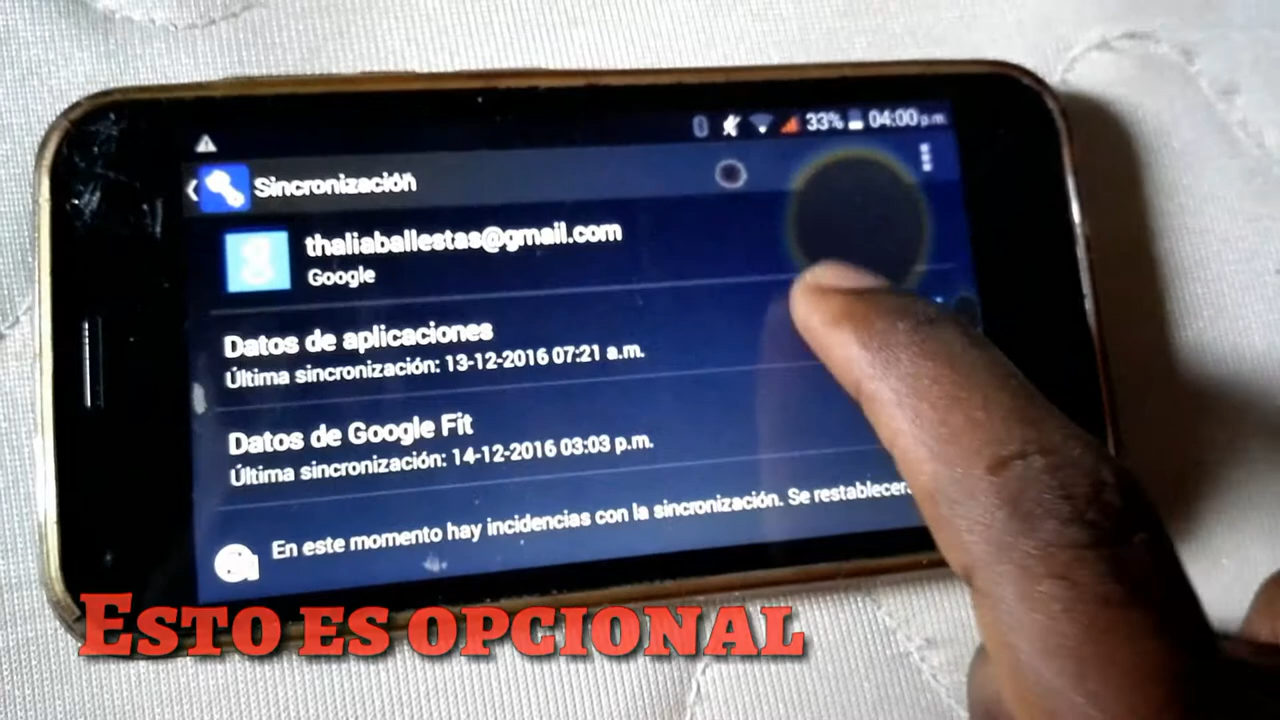 33% 04:00 p.m.
Sincronización
thaliaballestas@gmail.com
Google
Datos de aplicaciones
Última sincronización: 13-12-2016 07:21 a.m.
Datos de Google Fit
Última sincronización: 14-12-2016 03:03 p.m.
En este momento hay incidencias con la sincronización. Se
Esto es opcional